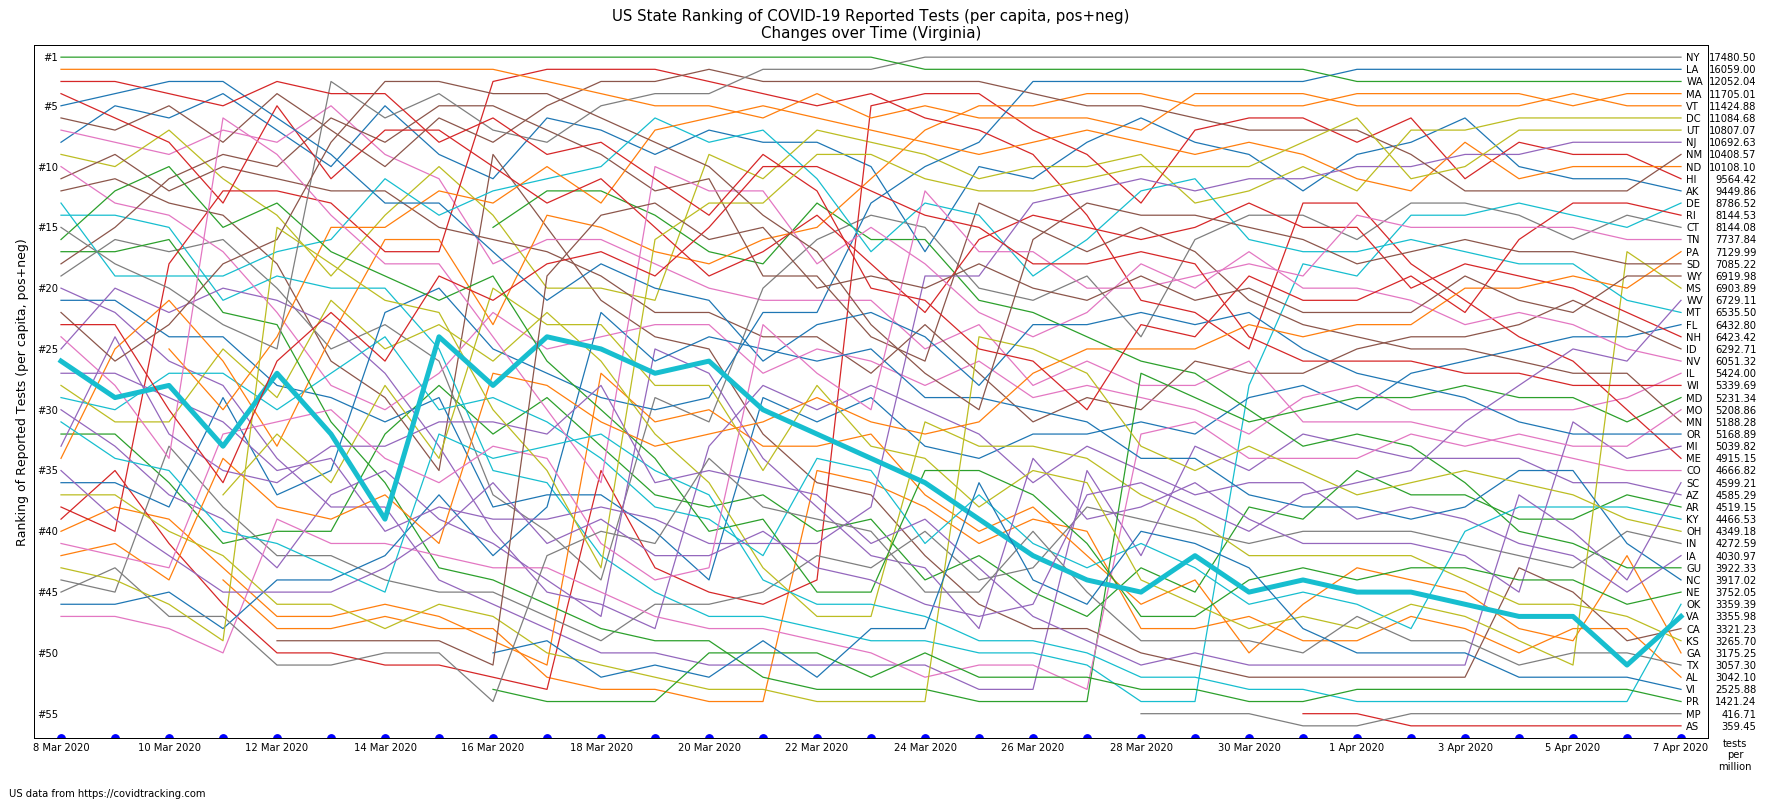 US State Ranking of COVID-19 Reported Tests (per capita, pos+neg)
Changes over Time (Virginia)
Ranking of Reported Tests (per capita, pos+neg)
#1
#5
#10
#15
#20
#25
#30
#35
#40
#45
#50
#55
NY 17480.50
LA 16059.00
WA 12052.04
MA 11705.01
VT 11424.88
DC 11084.68
UT 10807.07
NJ 10692.63
NM 10408.57
ND 10108.10
HI 9564.42
AK 9449.86
DE 8786.52
RI 8144.53
CT 8144.08
TN 7737.84
PA 7129.99
SD 7085.22
WY 6919.98
MS 6903.89
WV 6729.11
MT 6535.50
FL 6432.80
NH 6423.42
ID 6292.71
NV 6051.32
IL 5424.00
WI 5339.69
MD 5231.34
MO 5208.86
MN 5188.28
OR 5168.89
MI 5039.82
ME 4915.15
CO 4666.82
SC 4599.21
AZ 4585.29
AR 4519.15
KY 4466.53
OH 4349.18
IN 4272.59
IA 4030.97
GU 3922.33
NC 3917.02
NE 3752.05
OK 3359.39
VA 3355.98
CA 3321.23
KS 3265.70
GA 3175.25
TX 3057.30
AL 3042.10
VI 2525.88
PR 1421.24
MP 416.71
AS 359.45
8 Mar 2020 10 Mar 2020 12 Mar 2020 14 Mar 2020 16 Mar 2020 18 Mar 2020 20 Mar 2020 22 Mar 2020 24 Mar 2020 26 Mar 2020 28 Mar 2020 30 Mar 2020 1 Apr 2020 3 Apr 2020 5 Apr 2020 7 Apr 2020
tests
per
million
US data from https://covidtracking.com